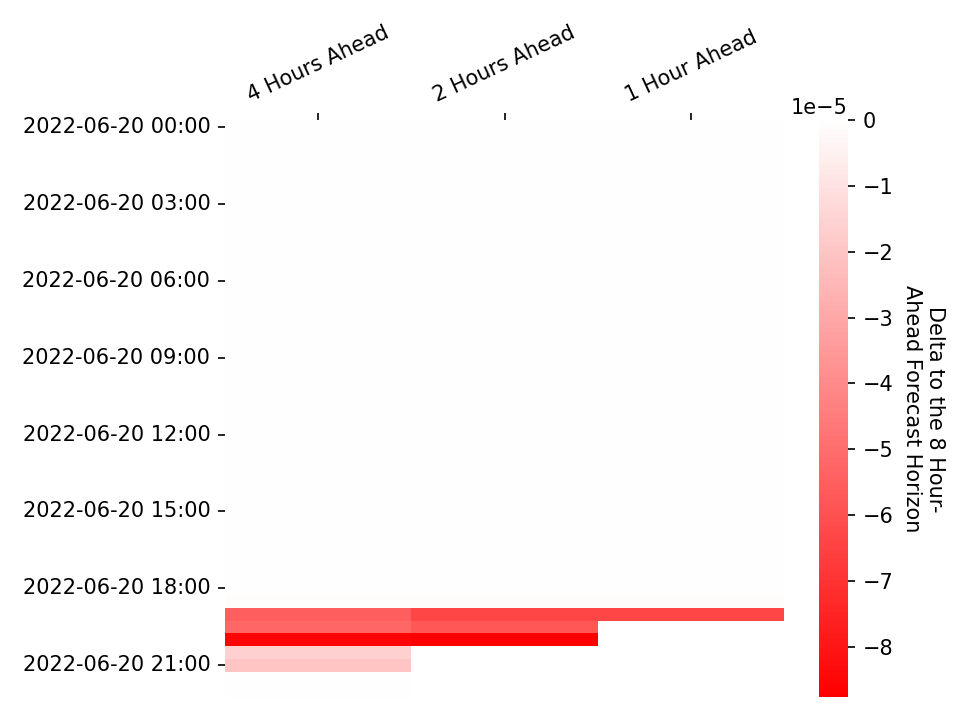 4 Hours Ahead
2 Hours Ahead
1 Hour Ahead
1e−5
2022-06-20 00:00
2022-06-20 03:00
2022-06-20 06:00
2022-06-20 09:00
2022-06-20 12:00
2022-06-20 15:00
2022-06-20 18:00
2022-06-20 21:00
0
−1
−2
−3
−4
−5
−6
−7
−8
Delta to the 8 Hour-
Ahead Forecast Horizon